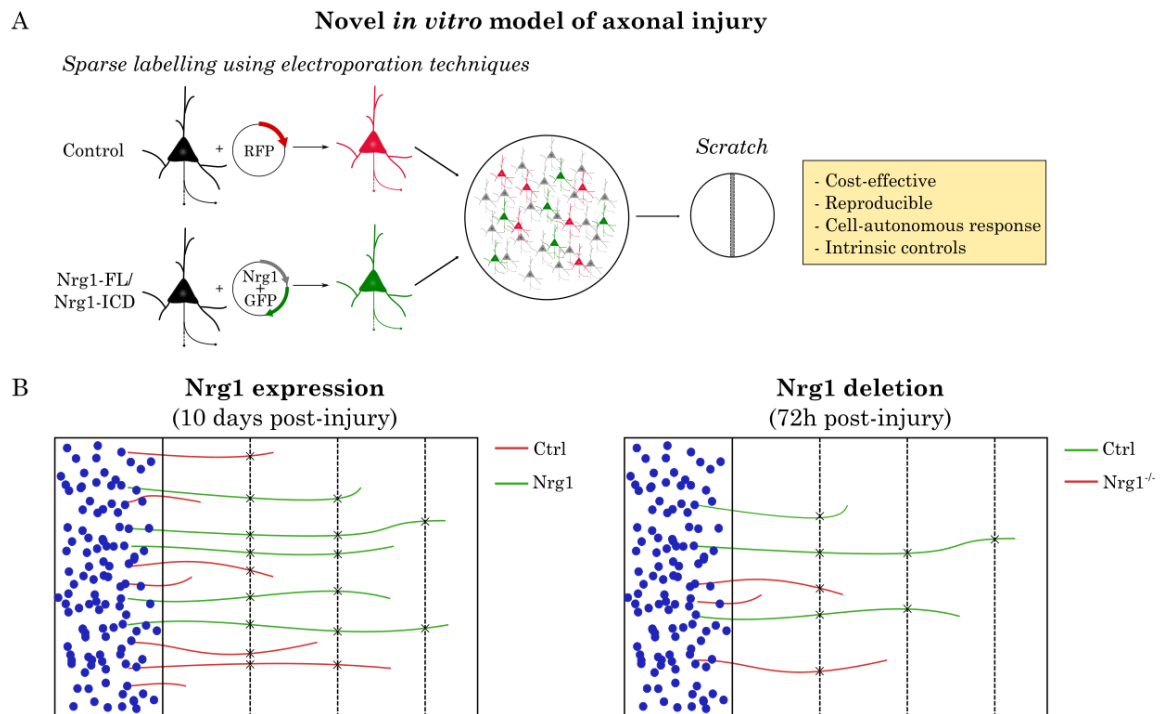 A
Novel in vitro model of axonal injury
Sparse labelling using electroporation techniques
Control
+
RFP
Nrg1-FL/
Nrg1-ICD
+
Nrg1
+
GFP
Scratch
- Cost-effective
- Reproducible
- Cell-autonomous response
- Intrinsic controls
B
Nrg1 expression
(10 days post-injury)
Ctrl
Nrg1
Nrg1 deletion
(72h post-injury)
Ctrl
Nrg1-/-